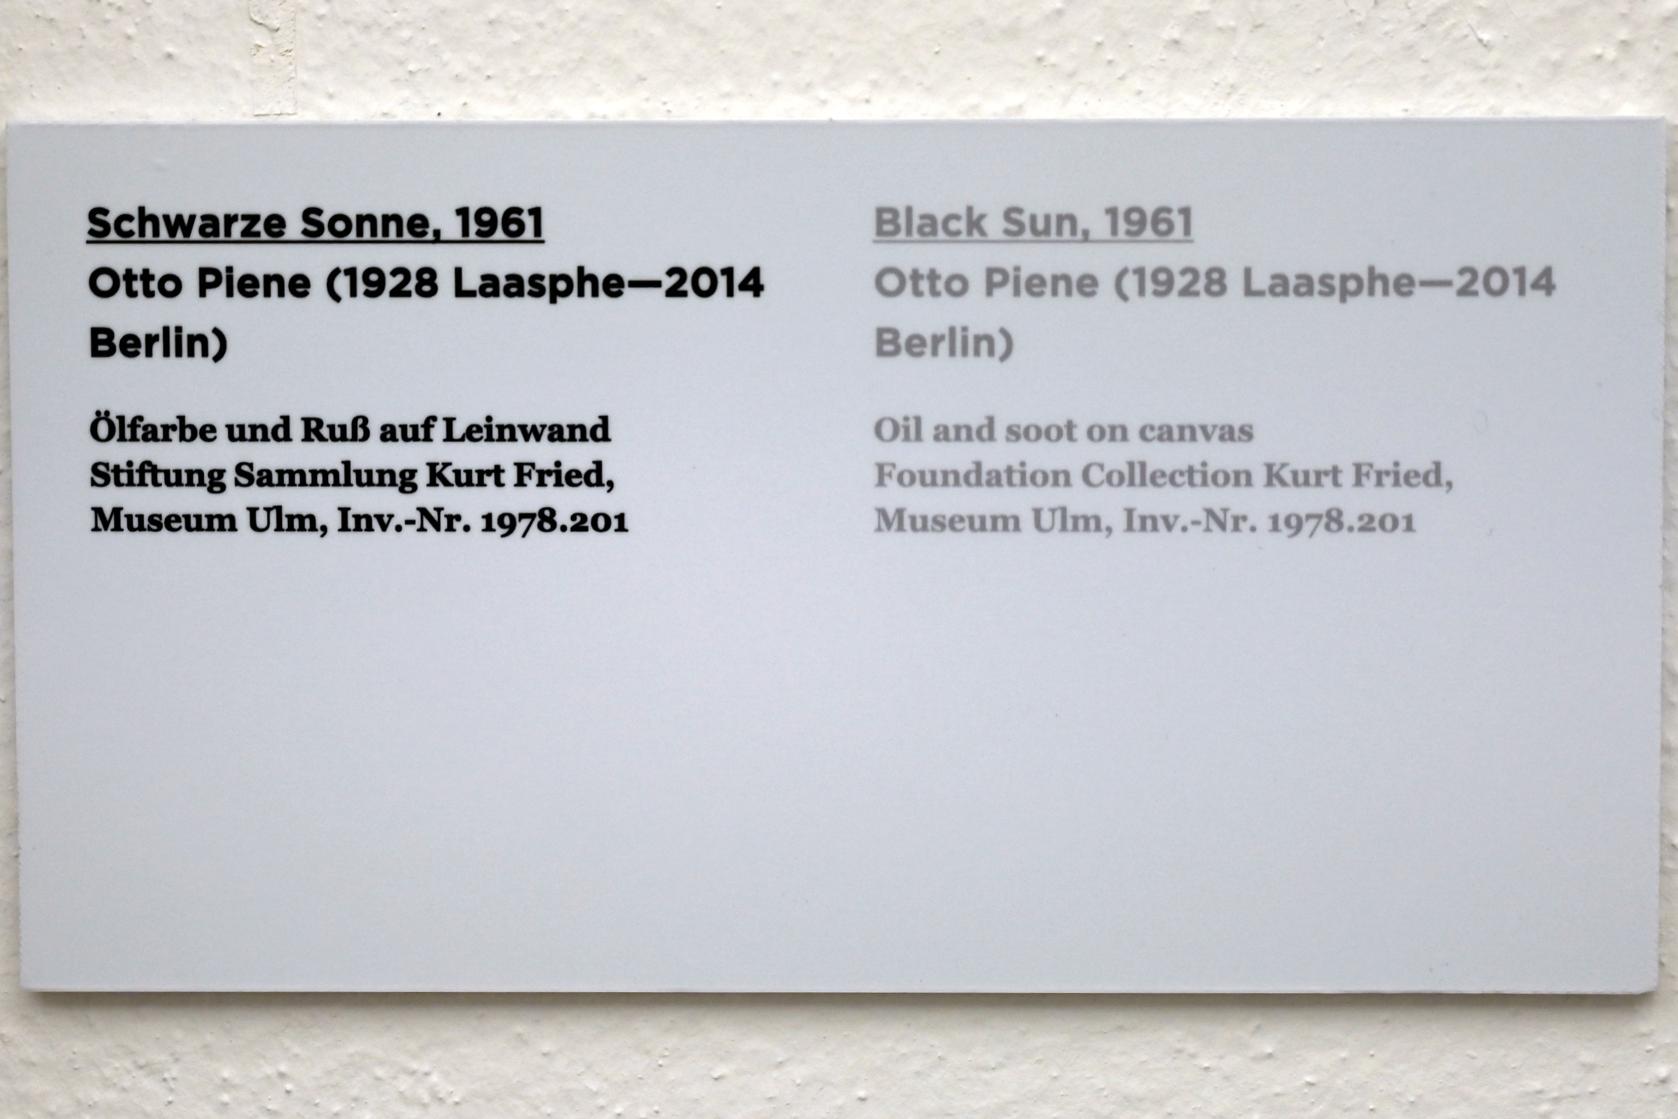 Schwarze Sonne, 1961
Otto Piene (1928 Laasphe—2014
Berlin)
Ölfarbe und Ruß auf Leinwand
Stiftung Sammlung Kurt Fried,
Museum Ulm, Inv.-Nr. 1978.201
Black Sun, 1961
Otto Piene (1928 Laasphe—2014
Berlin)
Oil and soot on canvas
Foundation Collection Kurt Fried,
Museum Ulm, Inv.-Nr. 1978.201